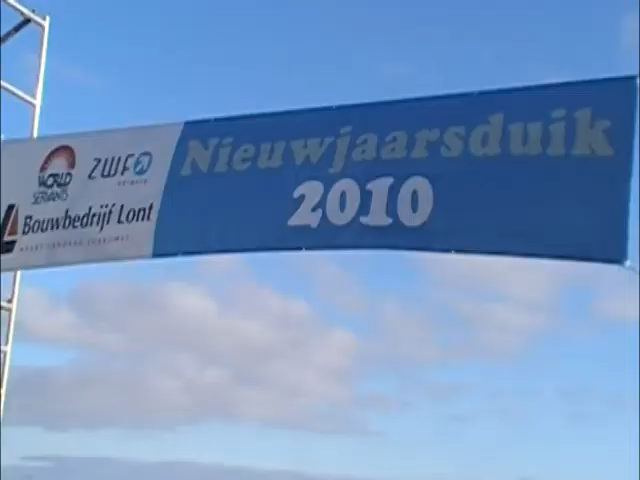 Nieuwjaarsduik
2010
WORLD
SERVANTS
ZWF
Bouwbedrijf Lont